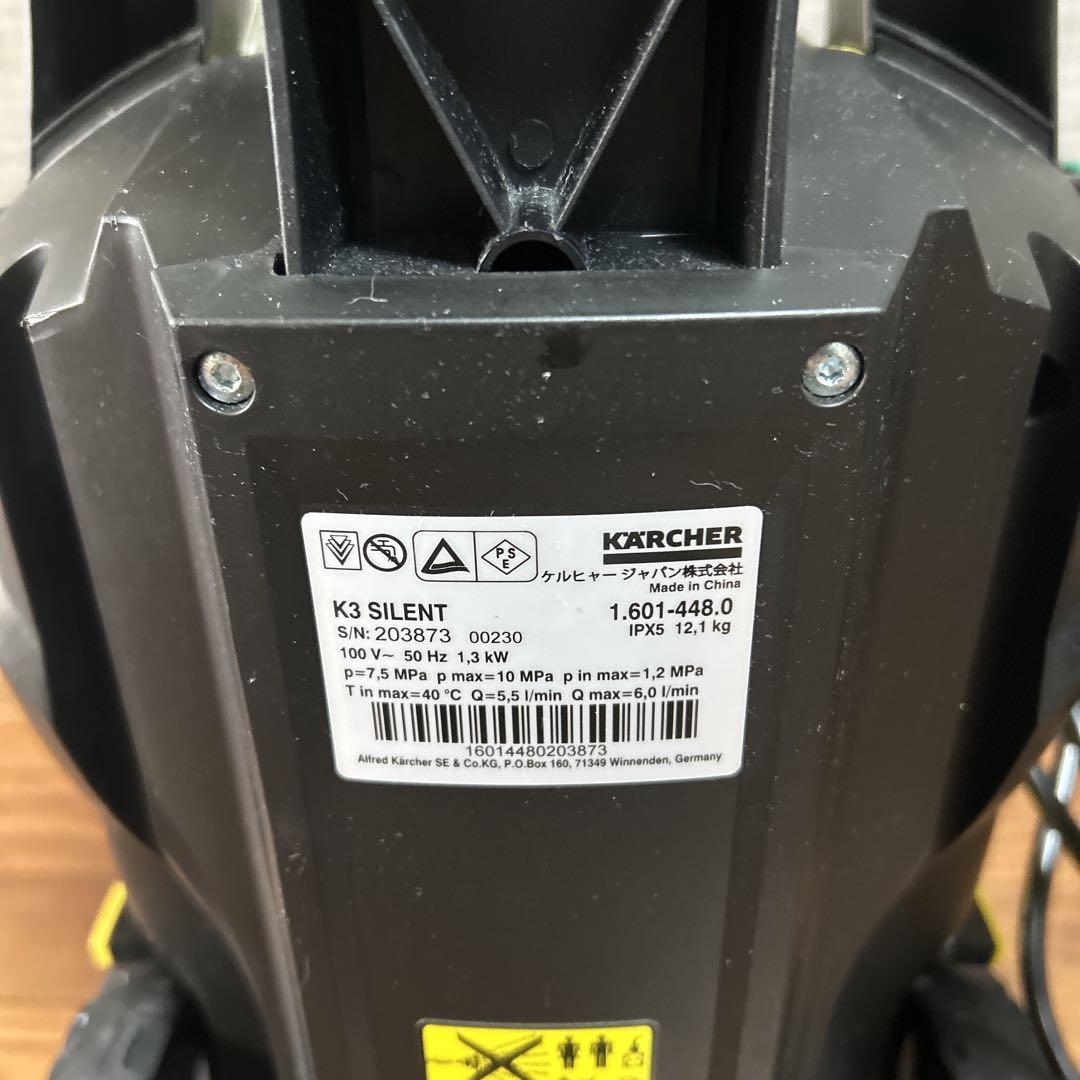 PS
E
KÄRCHER
ケルヒャー ジャパン株式会社
Made in China
K3 SILENT
1.601-448.0
S/N: 203873 00230
IPX5 12,1 kg
100 V~ 50 Hz 1,3 kW
p=7,5 MPa p max=10 MPa p in max=1,2 MPa
T in max=40 °C Q=5,5 l/min Q max=6,0 l/min
16014480203873
Alfred Kärcher SE & Co.KG, P.O.Box 160, 71349 Winnenden, Germany